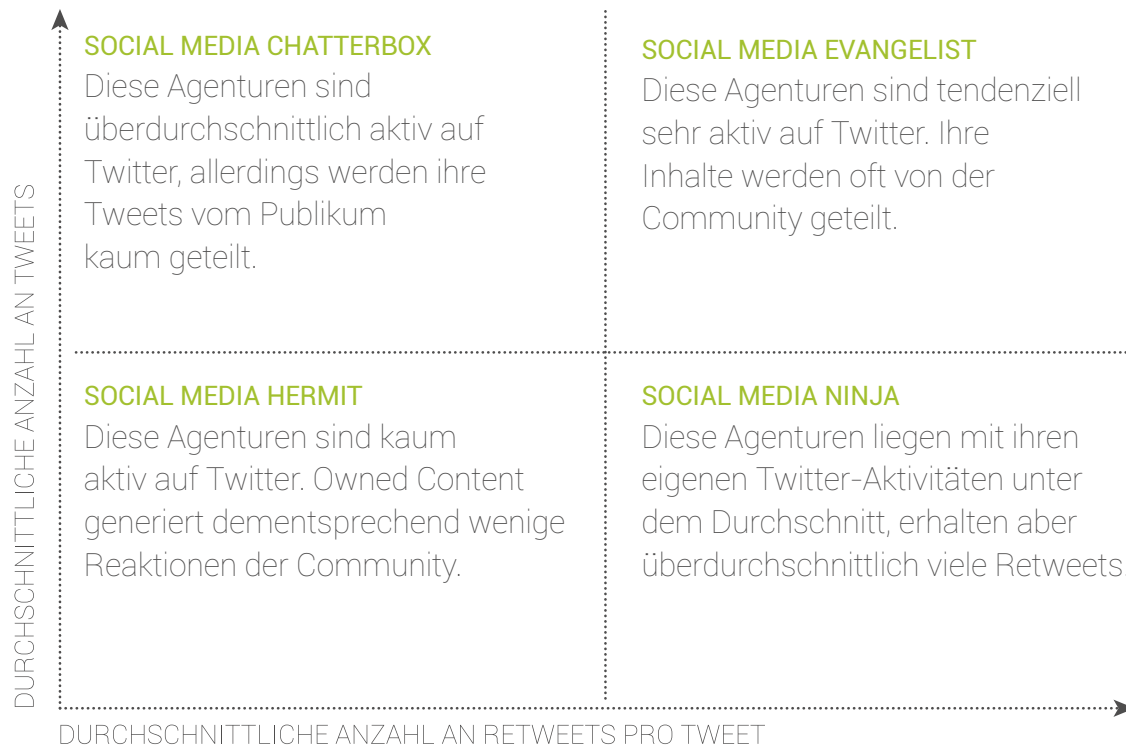 SOCIAL MEDIA CHATTERBOX
Diese Agenturen sind
überdurchschnittlich aktiv auf
Twitter, allerdings werden ihre
Tweets vom Publikum
kaum geteilt.
SOCIAL MEDIA EVANGELIST
Diese Agenturen sind tendenziell
sehr aktiv auf Twitter. Ihre
Inhalte werden oft von der
Community geteilt.
SOCIAL MEDIA HERMIT
Diese Agenturen sind kaum
aktiv auf Twitter. Owned Content
generiert dementsprechend wenige
Reaktionen der Community.
SOCIAL MEDIA NINJA
Diese Agenturen liegen mit ihren
eigenen Twitter-Aktivitäten unter
dem Durchschnitt, erhalten aber
überdurchschnittlich viele Retweets.
DURCHSCHNITTLICHE ANZAHL AN TWEETS
DURCHSCHNITTLICHE ANZAHL AN RETWEETS PRO TWEET